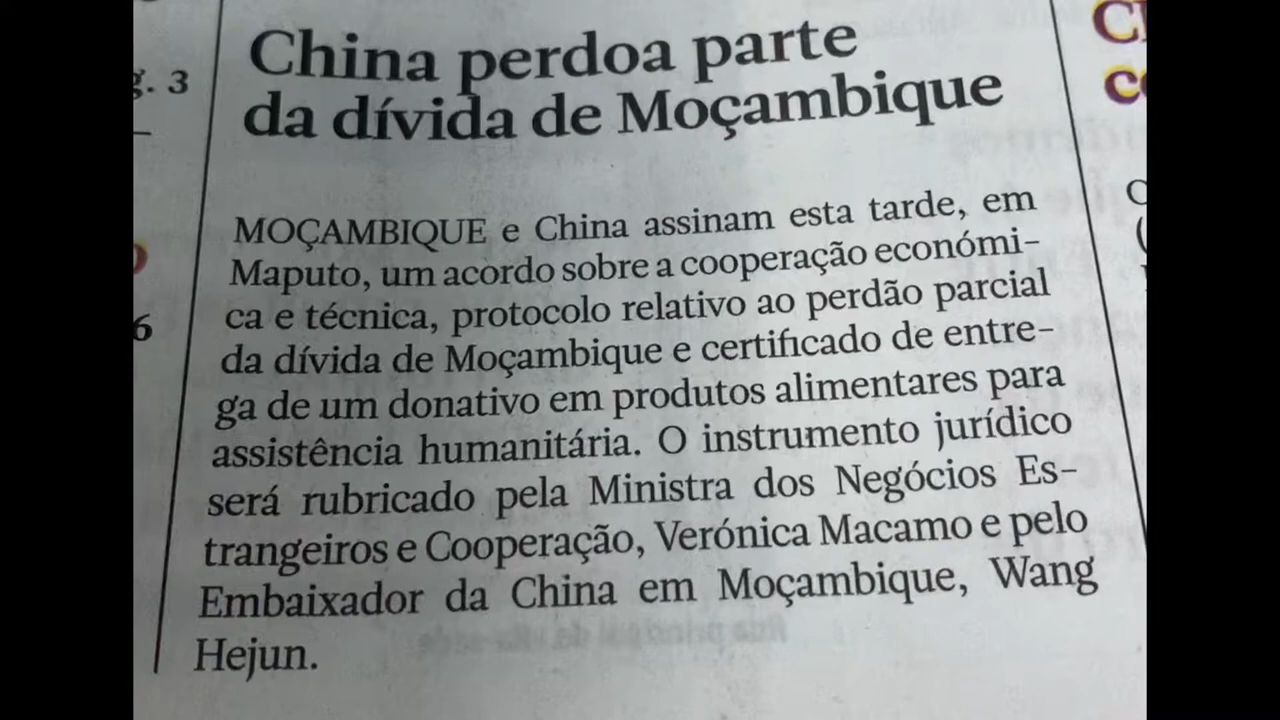 g. 3
China perdoa parte
da dívida de Moçambique
MOÇAMBIQUE e China assinam esta tarde, em
Maputo, um acordo sobre a cooperação económi-
ca e técnica, protocolo relativo ao perdão parcial
da dívida de Moçambique e certificado de entre-
ga de um donativo em produtos alimentares para
assistência humanitária. O instrumento jurídico
será rubricado pela Ministra dos Negócios Es-
trangeiros e Cooperação, Verónica Macamo e pelo
Embaixador da China em Moçambique, Wang
Hejun.
6